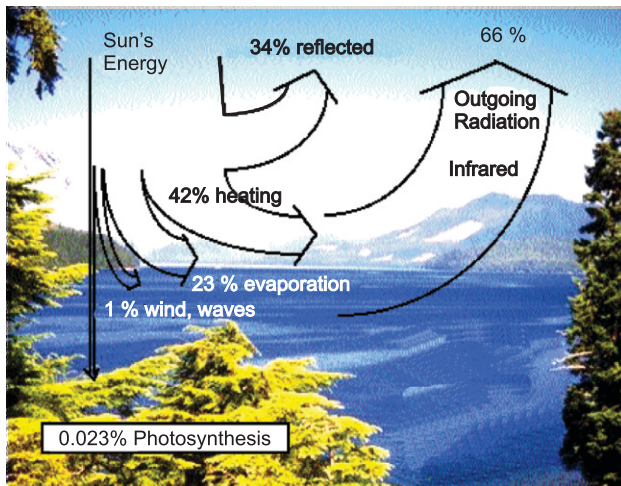 Sun's
Energy
34% reflected
66 %
Outgoing
Radiation
Infrared
42% heating
23 % evaporation
1 % wind, waves
0.023% Photosynthesis